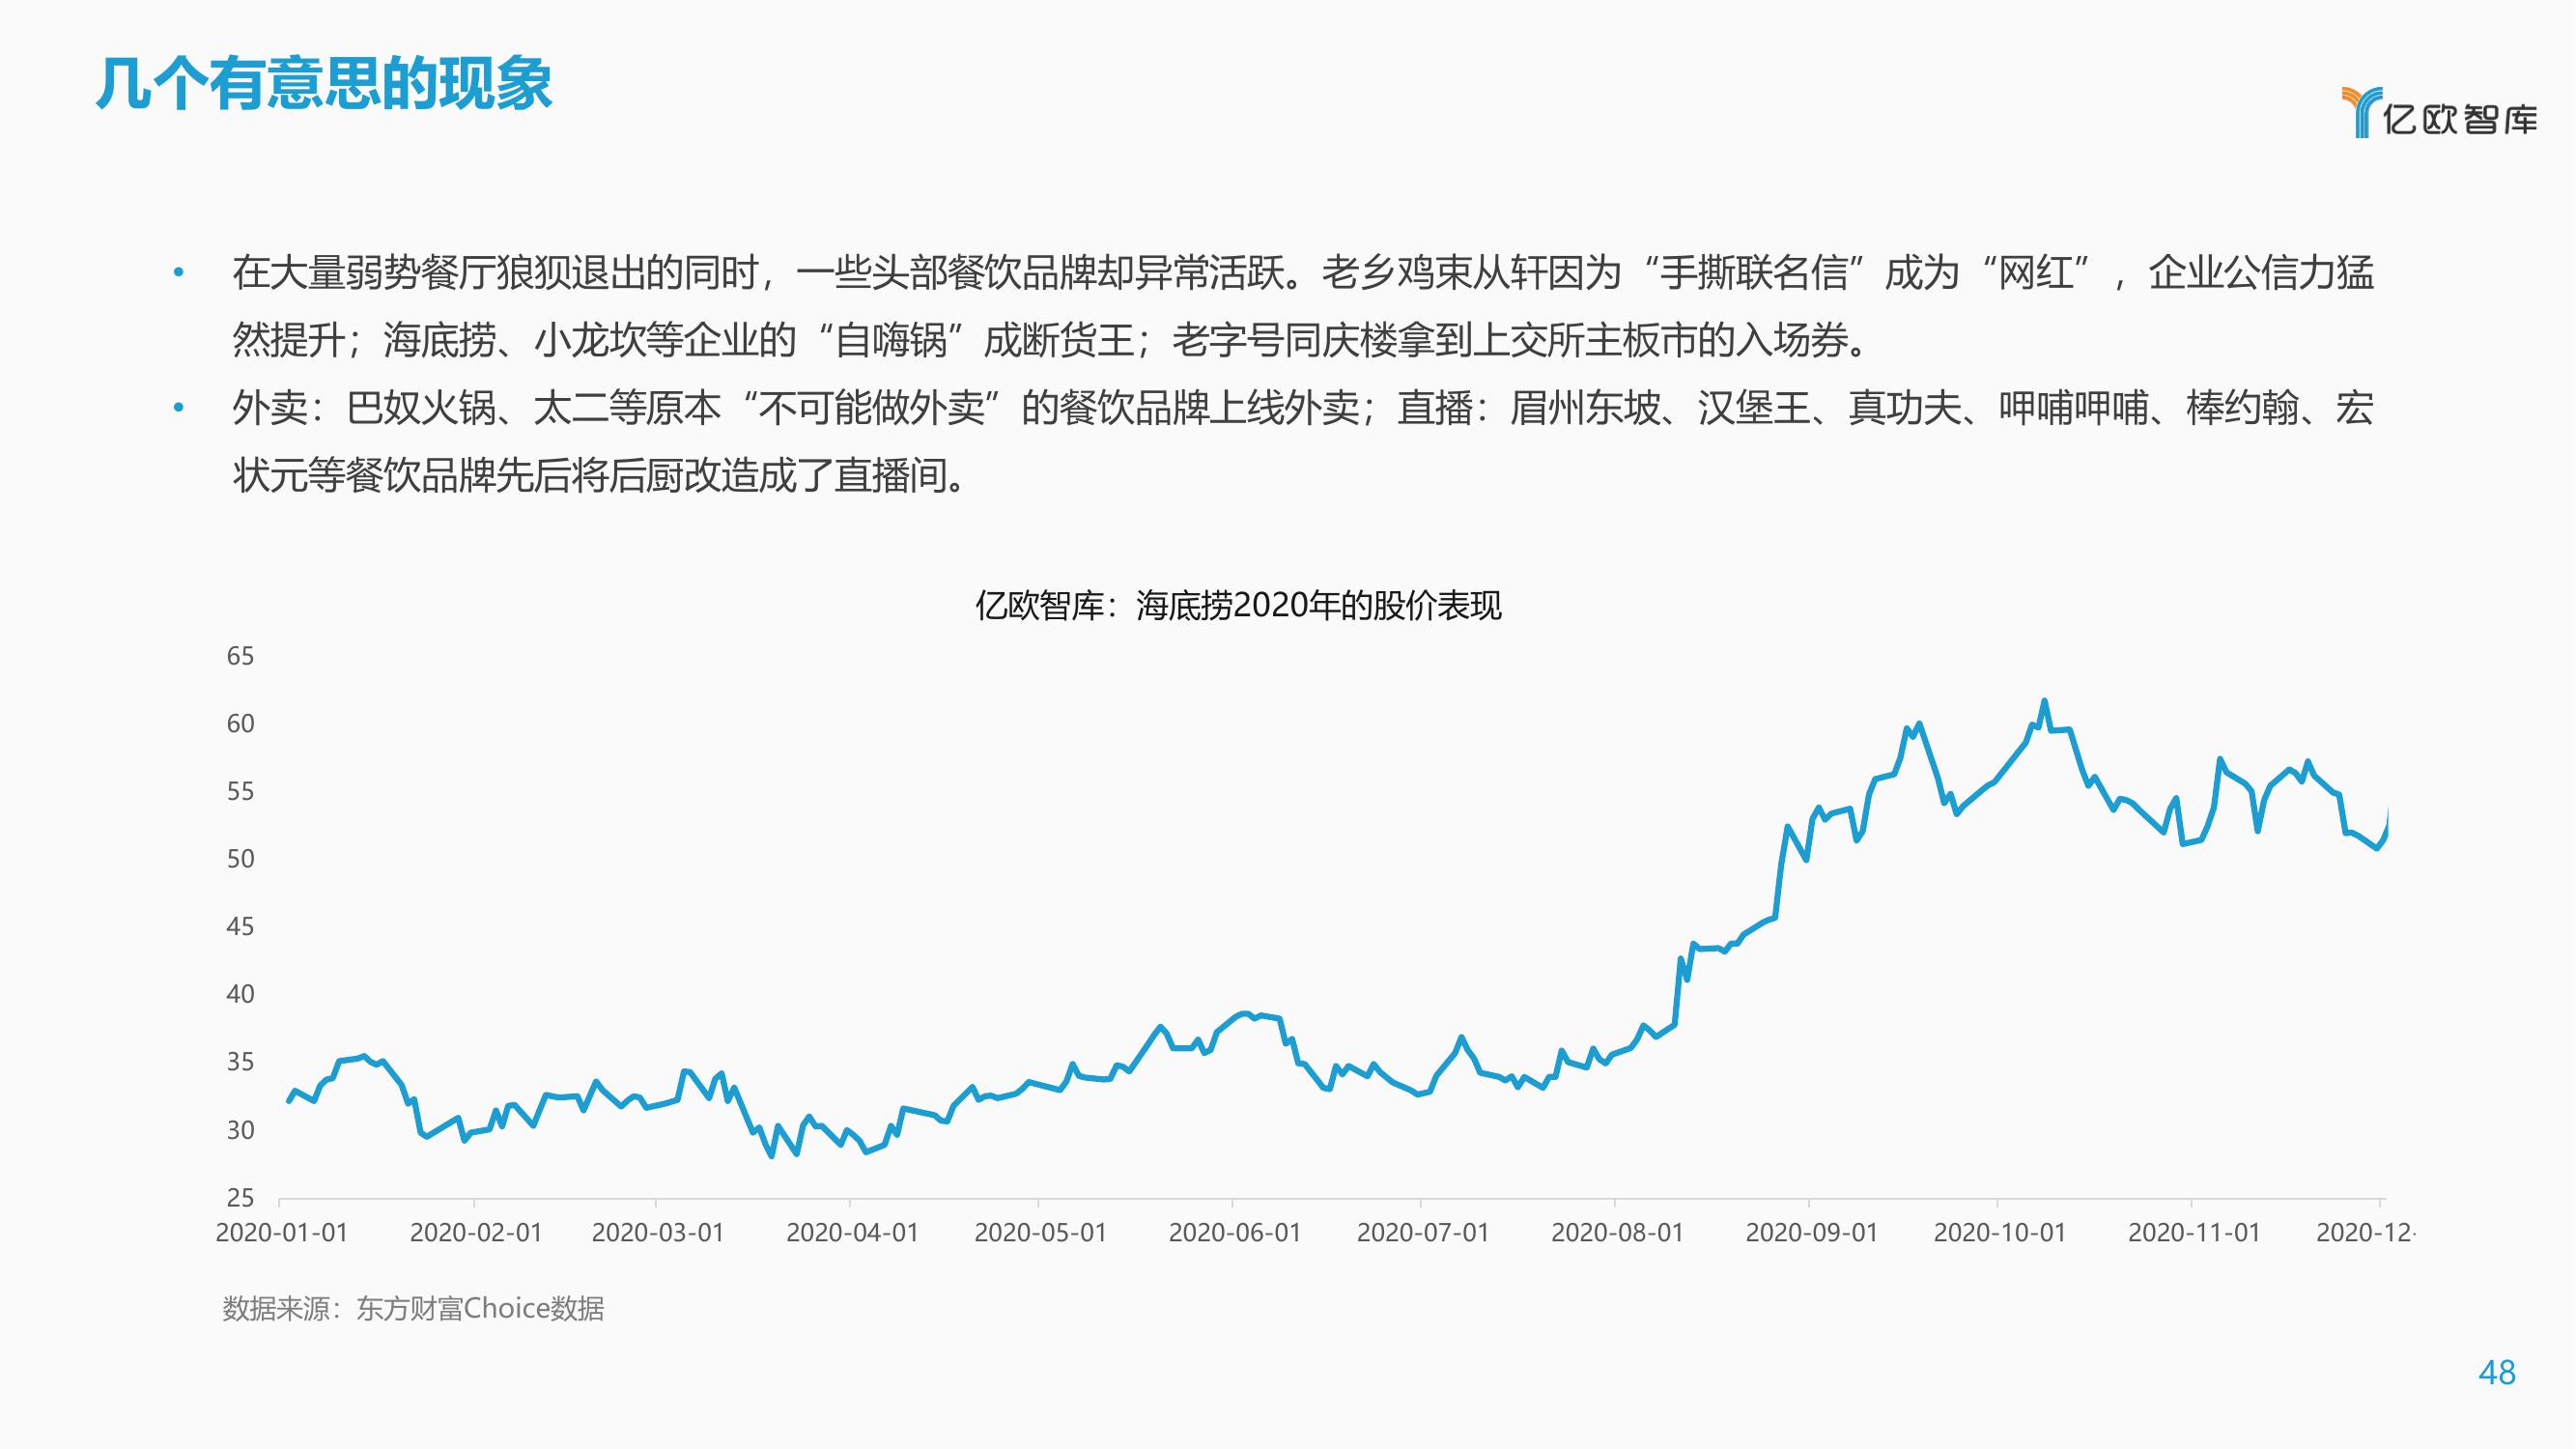 几个有意思的现象
亿欧智库
• 在大量弱势餐厅狼狈退出的同时，一些头部餐饮品牌却异常活跃。老乡鸡束从轩因为“手撕联名信”成为“网红”，企业公信力猛
然提升；海底捞、小龙坎等企业的“自嗨锅”成断货王；老字号同庆楼拿到上交所主板市的入场券。
• 外卖：巴奴火锅、太二等原本“不可能做外卖”的餐饮品牌上线外卖；直播：眉州东坡、汉堡王、真功夫、呷哺呷哺、棒约翰、宏
状元等餐饮品牌先后将后厨改造成了直播间。
亿欧智库：海底捞2020年的股价表现
65
60
55
50
45
40
35
30
25
2020-01-01 2020-02-01 2020-03-01 2020-04-01 2020-05-01 2020-06-01 2020-07-01 2020-08-01 2020-09-01 2020-10-01 2020-11-01 2020-12-
数据来源：东方财富Choice数据
48